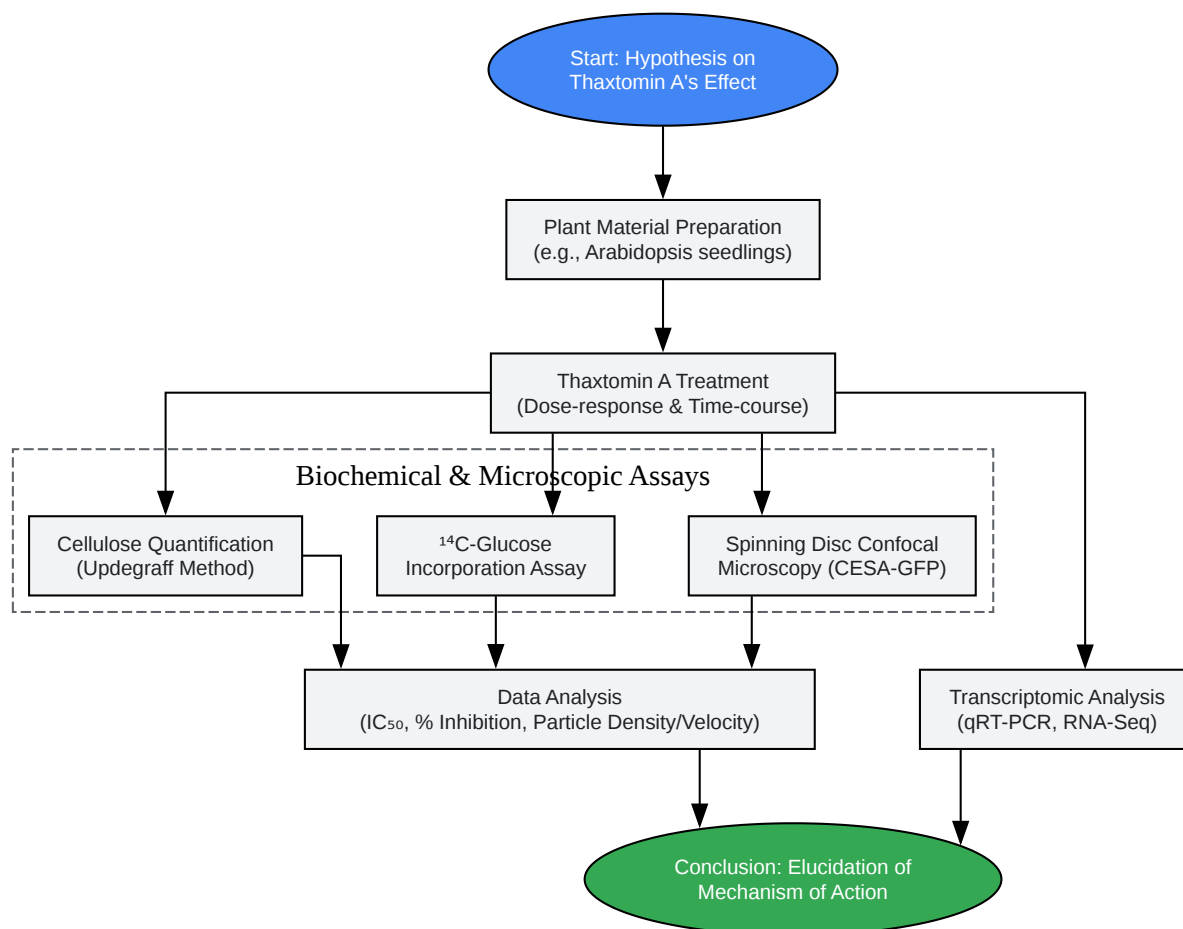 Start: Hypothesis on
Thaxtomin A's Effect
Plant Material Preparation
(e.g., Arabidopsis seedlings)
Thaxtomin A Treatment
(Dose-response & Time-course)
Biochemical & Microscopic Assays
Cellulose Quantification
(Updegraff Method)
¹⁴C-Glucose
Incorporation Assay
Spinning Disc Confocal
Microscopy (CESA-GFP)
Data Analysis
(IC₅₀, % Inhibition, Particle Density/Velocity)
Transcriptomic Analysis
(qRT-PCR, RNA-Seq)
Conclusion: Elucidation of
Mechanism of Action